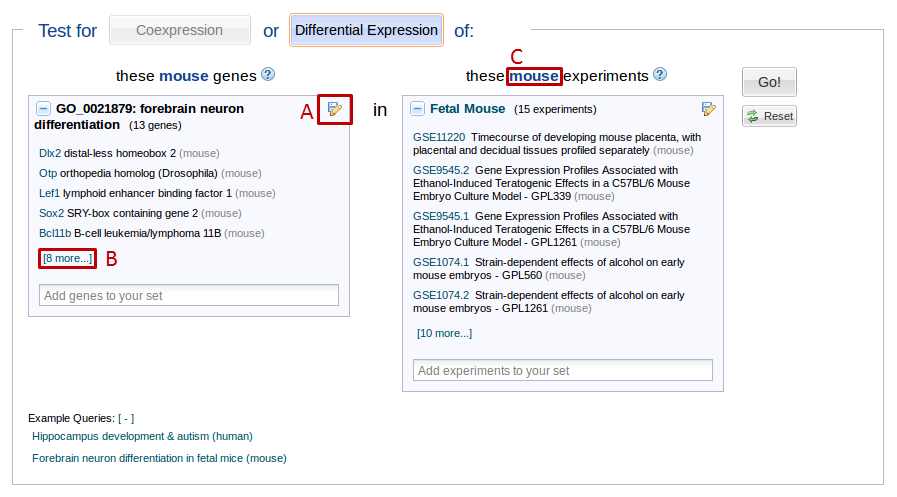 Test for Coexpression or Differential Expression of:
C
these mouse genes ?
these mouse experiments ?
Go!
GO_0021879: forebrain neuron
differentiation (13 genes)
A
in
Fetal Mouse (15 experiments)
Reset
Dlx2 distal-less homeobox 2 (mouse)
Otp orthopedia homolog (Drosophila) (mouse)
Lef1 lymphoid enhancer binding factor 1 (mouse)
Sox2 SRY-box containing gene 2 (mouse)
Bcl11b B-cell leukemia/lymphoma 11B (mouse)
[8 more...] B
Add genes to your set
GSE11220 Timecourse of developing mouse placenta, with
placental and decidual tissues profiled separately (mouse)
GSE9545.2 Gene Expression Profiles Associated with
Ethanol-Induced Teratogenic Effects in a C57BL/6 Mouse
Embryo Culture Model - GPL339 (mouse)
GSE9545.1 Gene Expression Profiles Associated with
Ethanol-Induced Teratogenic Effects in a C57BL/6 Mouse
Embryo Culture Model - GPL1261 (mouse)
GSE1074.1 Strain-dependent effects of alcohol on early
mouse embryos - GPL560 (mouse)
GSE1074.2 Strain-dependent effects of alcohol on early
mouse embryos - GPL1261 (mouse)
[10 more...]
Add experiments to your set
Example Queries: [ - ]
Hippocampus development & autism (human)
Forebrain neuron differentiation in fetal mice (mouse)